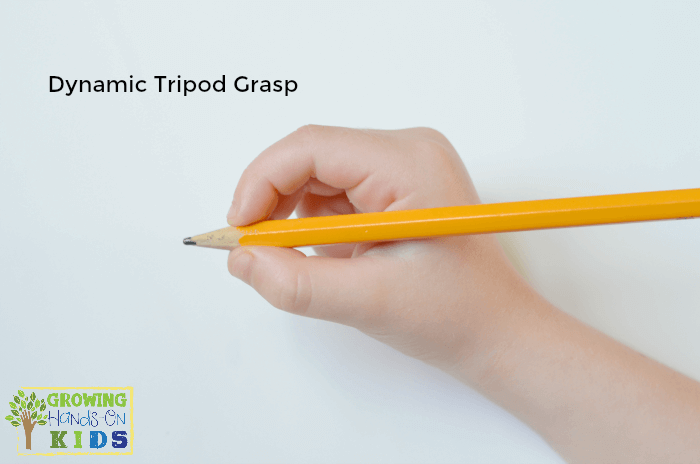 Dynamic Tripod Grasp
GROWING
Hands-On
KIDS